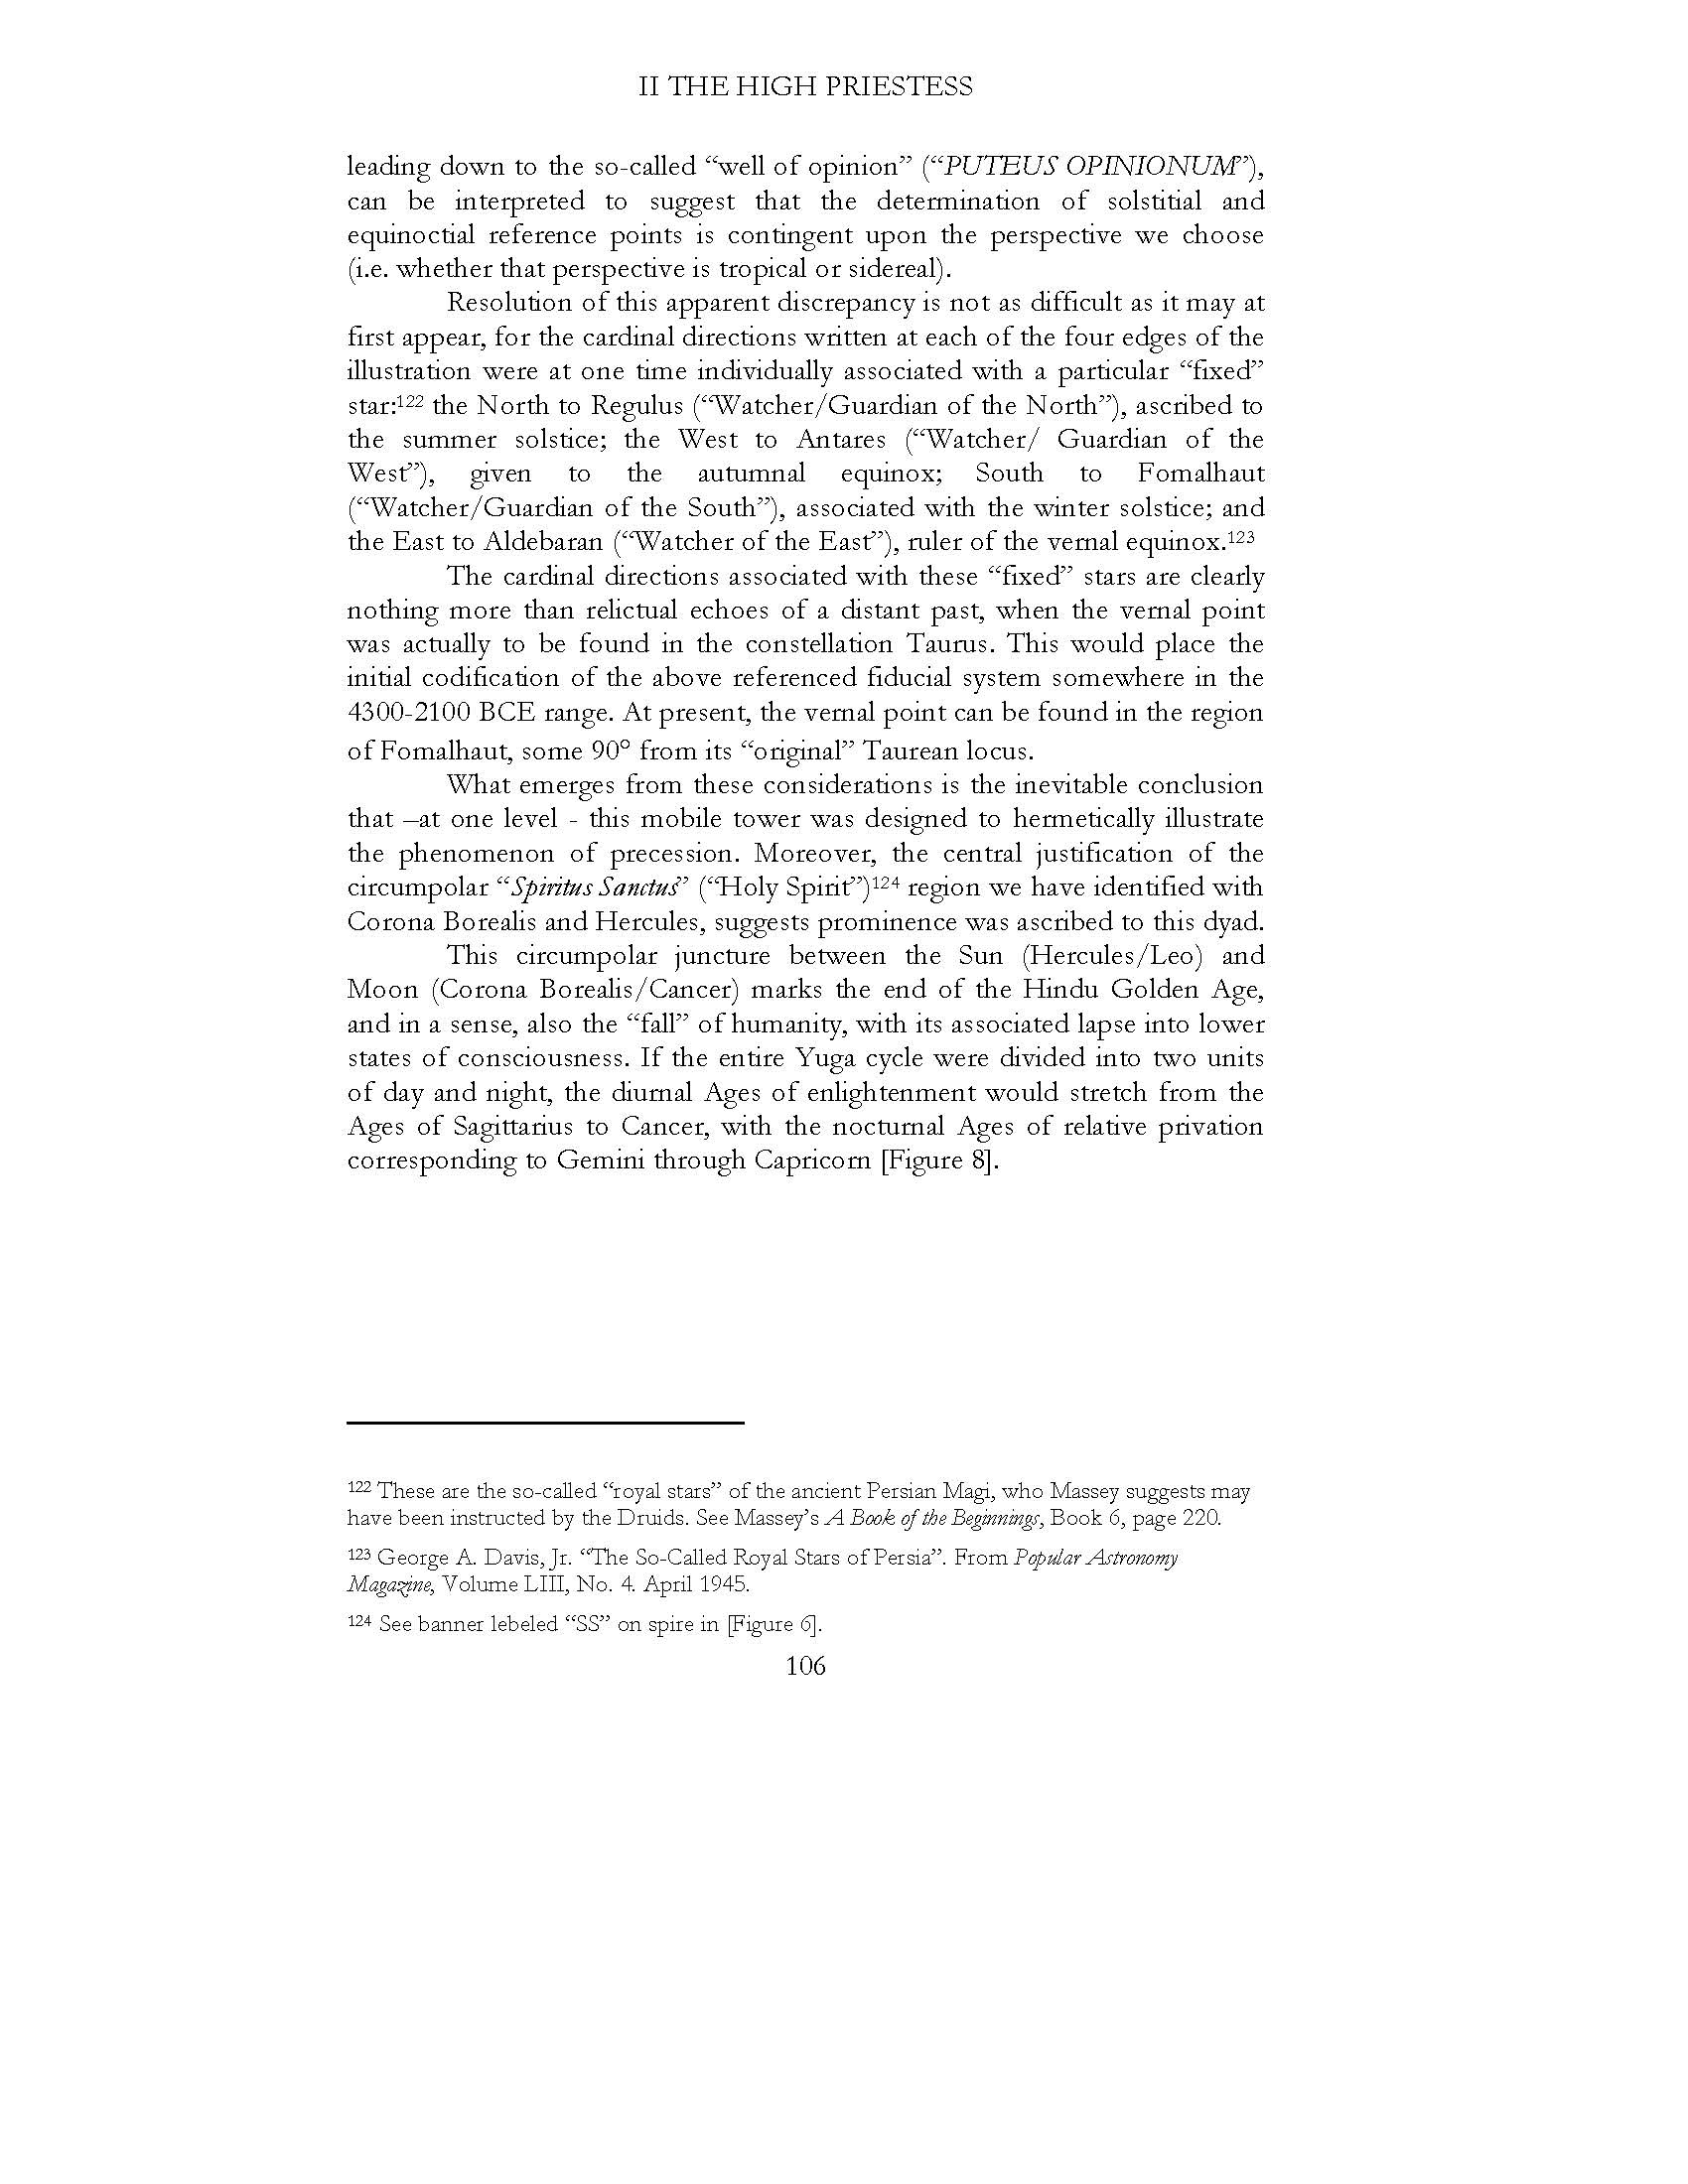 II THE HIGH PRIESTESS
leading down to the so-called “well of opinion” (“PUTEUS OPINIONUM”),
can be interpreted to suggest that the determination of solstitial and
equinoctial reference points is contingent upon the perspective we choose
(i.e. whether that perspective is tropical or sidereal).
Resolution of this apparent discrepancy is not as difficult as it may at
first appear, for the cardinal directions written at each of the four edges of the
illustration were at one time individually associated with a particular “fixed”
star:122 the North to Regulus (“Watcher/Guardian of the North”), ascribed to
the summer solstice; the West to Antares (“Watcher/ Guardian of the
West”), given to the autumnal equinox; South to Fomalhaut
(“Watcher/Guardian of the South”), associated with the winter solstice; and
the East to Aldebaran (“Watcher of the East”), ruler of the vernal equinox.123
The cardinal directions associated with these “fixed” stars are clearly
nothing more than relictual echoes of a distant past, when the vernal point
was actually to be found in the constellation Taurus. This would place the
initial codification of the above referenced fiducial system somewhere in the
4300-2100 BCE range. At present, the vernal point can be found in the region
of Fomalhaut, some 90° from its “original” Taurean locus.
What emerges from these considerations is the inevitable conclusion
that –at one level - this mobile tower was designed to hermetically illustrate
the phenomenon of precession. Moreover, the central justification of the
circumpolar “Spiritus Sanctus” (“Holy Spirit”)124 region we have identified with
Corona Borealis and Hercules, suggests prominence was ascribed to this dyad.
This circumpolar juncture between the Sun (Hercules/Leo) and
Moon (Corona Borealis/Cancer) marks the end of the Hindu Golden Age,
and in a sense, also the “fall” of humanity, with its associated lapse into lower
states of consciousness. If the entire Yuga cycle were divided into two units
of day and night, the diurnal Ages of enlightenment would stretch from the
Ages of Sagittarius to Cancer, with the nocturnal Ages of relative privation
corresponding to Gemini through Capricorn [Figure 8].
122 These are the so-called “royal stars” of the ancient Persian Magi, who Massey suggests may
have been instructed by the Druids. See Massey’s A Book of the Beginnings, Book 6, page 220.
123 George A. Davis, Jr. “The So-Called Royal Stars of Persia”. From Popular Astronomy
Magazine, Volume LIII, No. 4. April 1945.
124 See banner lebeled “SS” on spire in [Figure 6].
106